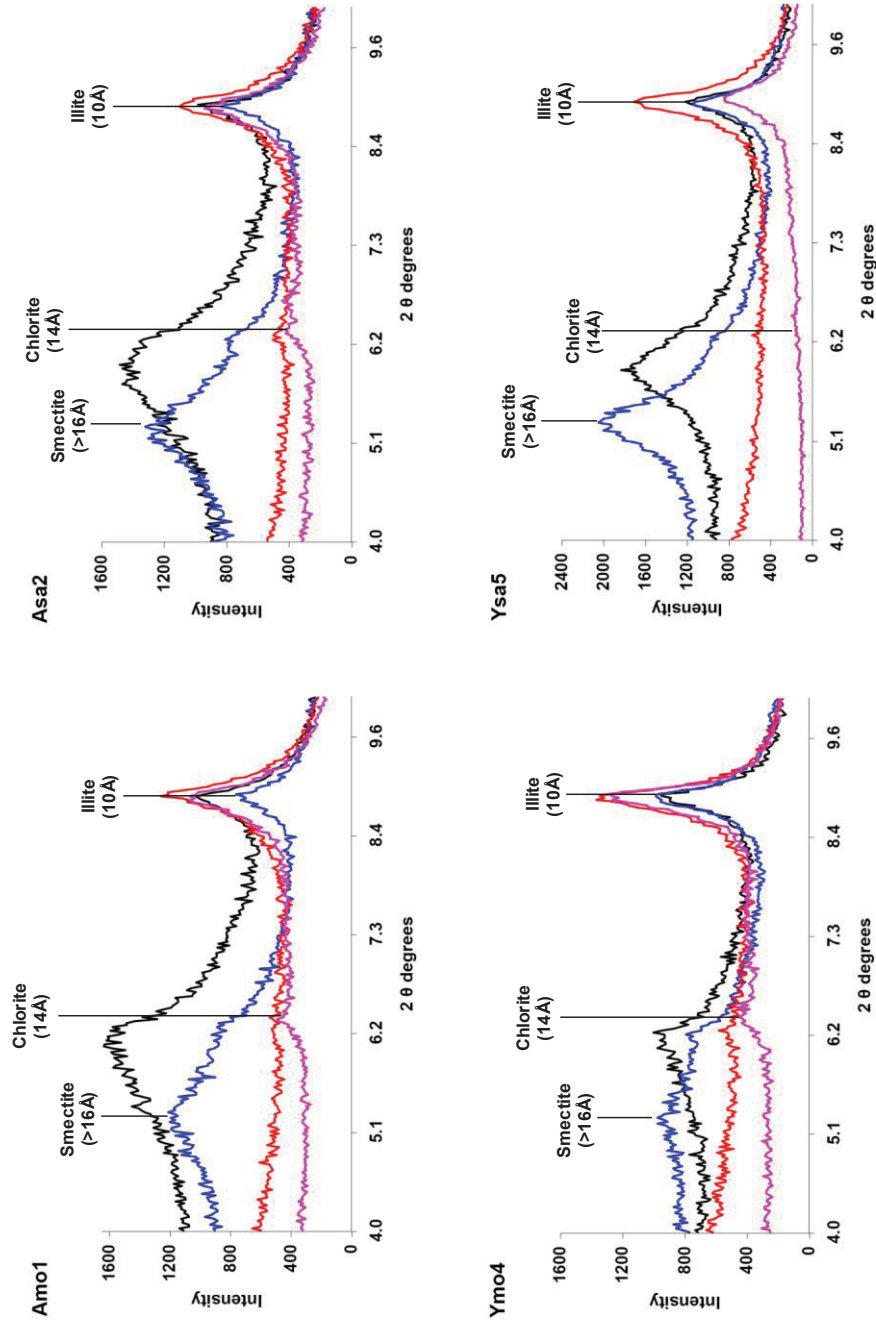 Amo1
Smectite
(>16Å)
Chlorite
(14Å)
Illite
(10Å)
Intensity
1600
1200
800
400
0
4.0
5.1
6.2
7.3
8.4
9.6
2 θ degrees
Asa2
Smectite
(>16Å)
Chlorite
(14Å)
Illite
(10Å)
Intensity
1600
1200
800
400
0
4.0
5.1
6.2
7.3
8.4
9.6
2 θ degrees
Ymo4
Smectite
(>16Å)
Chlorite
(14Å)
Illite
(10Å)
Intensity
1600
1200
800
400
0
4.0
5.1
6.2
7.3
8.4
9.6
2 θ degrees
Ysa5
Smectite
(>16Å)
Chlorite
(14Å)
Illite
(10Å)
Intensity
2400
2000
1600
1200
800
400
0
4.0
5.1
6.2
7.3
8.4
9.6
2 θ degrees